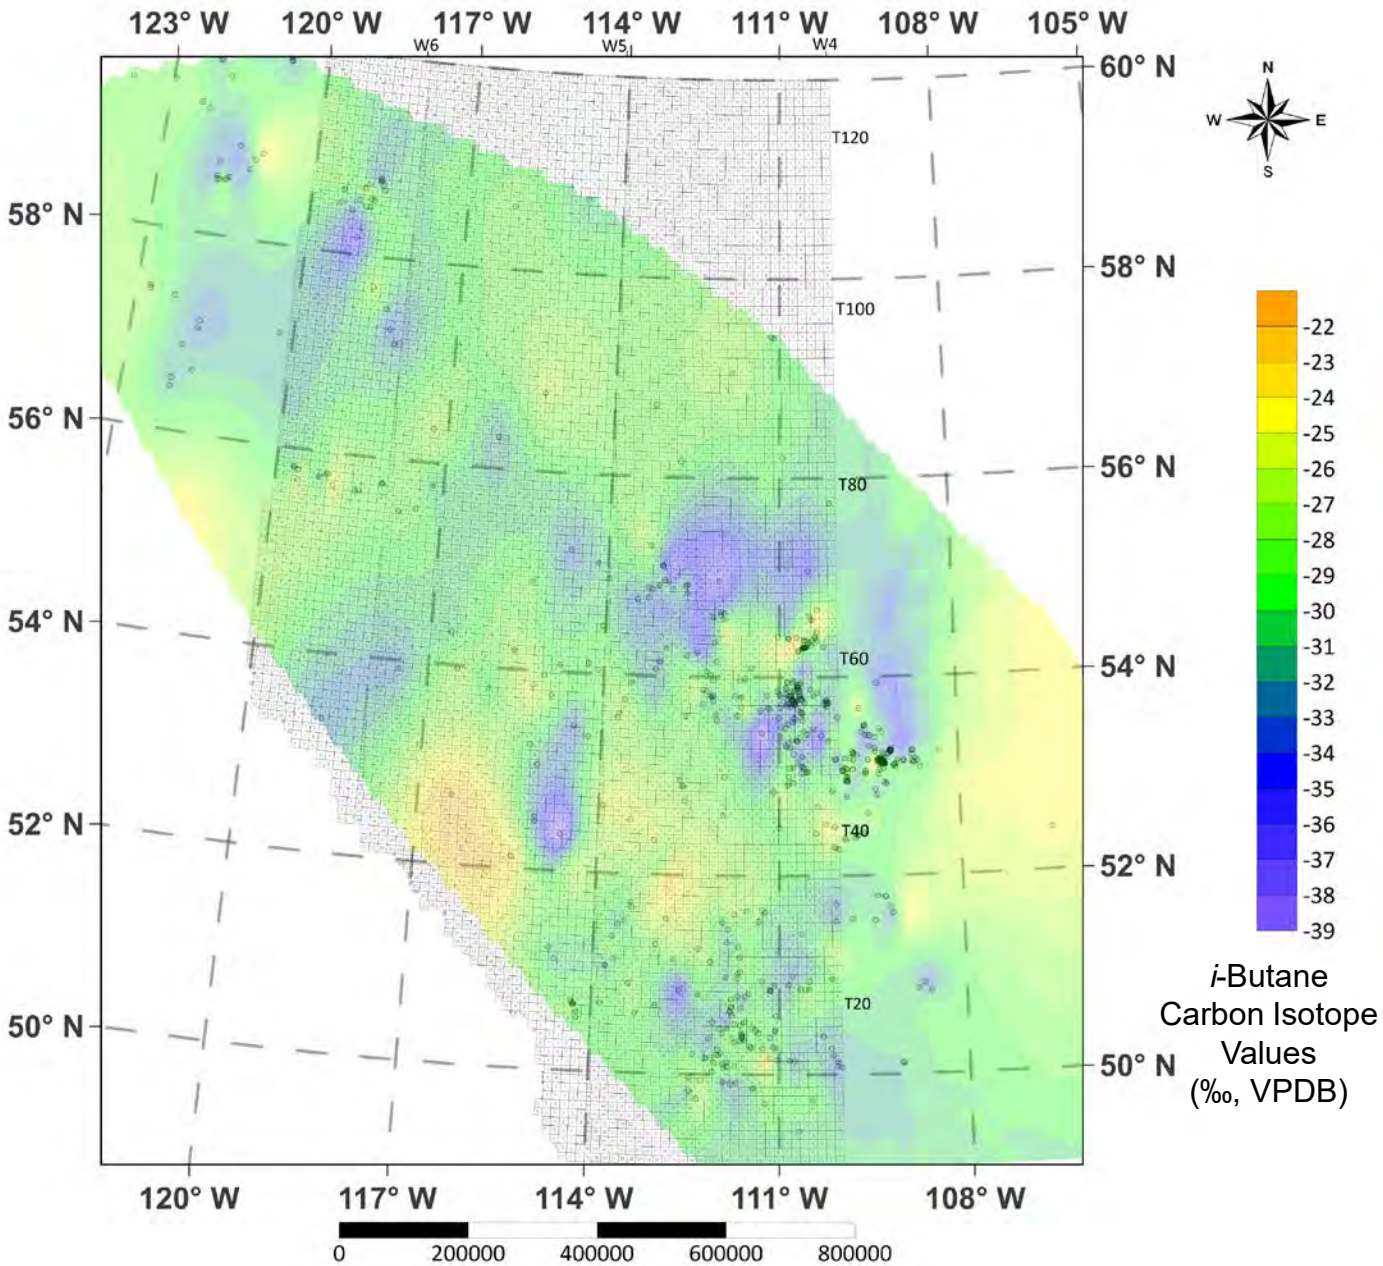 123° W 120° W 117° W 114° W 111° W 108° W 105° W
W6 W5 W4
60° N
N
W E
S
T120
58° N
58° N
T100
-22
-23
-24
56° N
-25
56° N
-26
T80
-27
-28
-29
-30
54° N
-31
T60
54° N
-32
-33
-34
-35
52° N
T40
-36
52° N
-37
-38
-39
i-Butane
Carbon Isotope
Values
(‰, VPDB)
T20
50° N
50° N
120° W 117° W 114° W 111° W 108° W
0 200000 400000 600000 800000